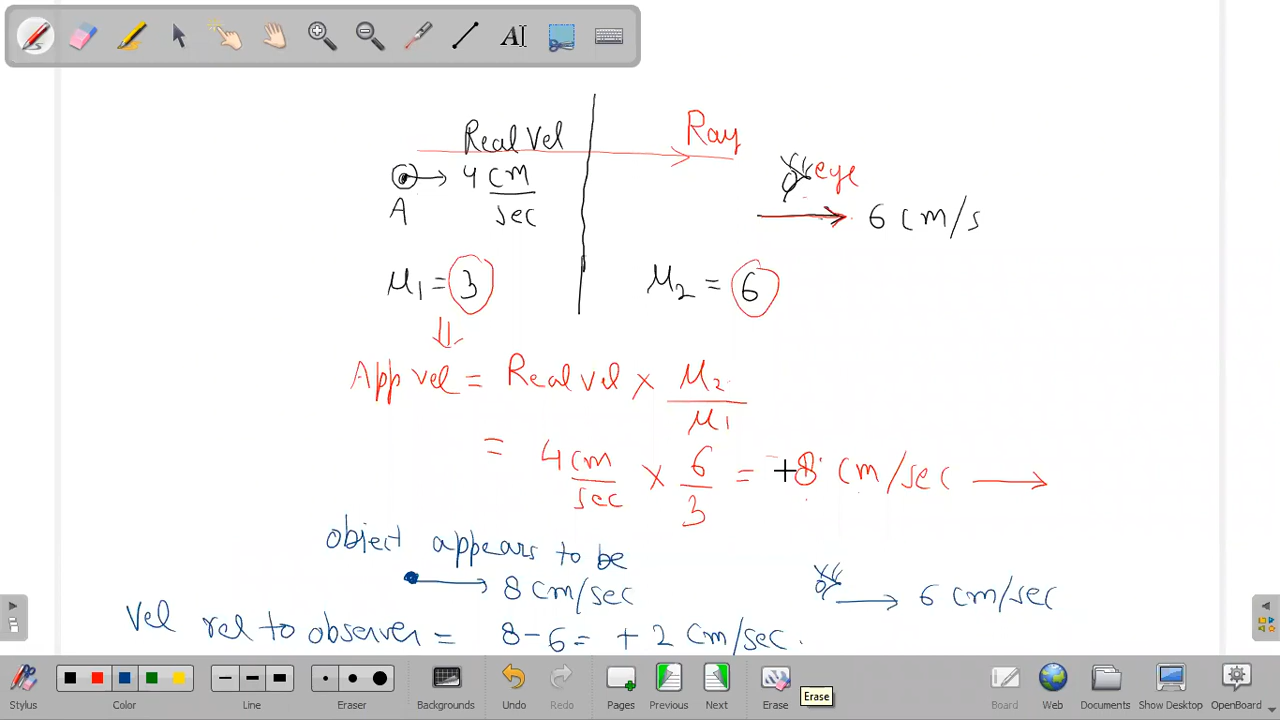 AI
Real Vel
Ray
A
4 cm/sec
eye
6 cm/s
μ1 = 3
μ2 = 6
App vel = Real vel × μ2/μ1
= 4 cm/sec × 6/3 = +8 cm/sec
object appears to be
8 cm/sec
6 cm/sec
Vel rel to observer = 8 - 6 = + 2 cm/sec.
Stylus
Color
Line
Eraser
Backgrounds
Undo
Redo
Pages
Previous
Next
Erase
Erase
Board
Web
Documents
Show Desktop
OpenBoard